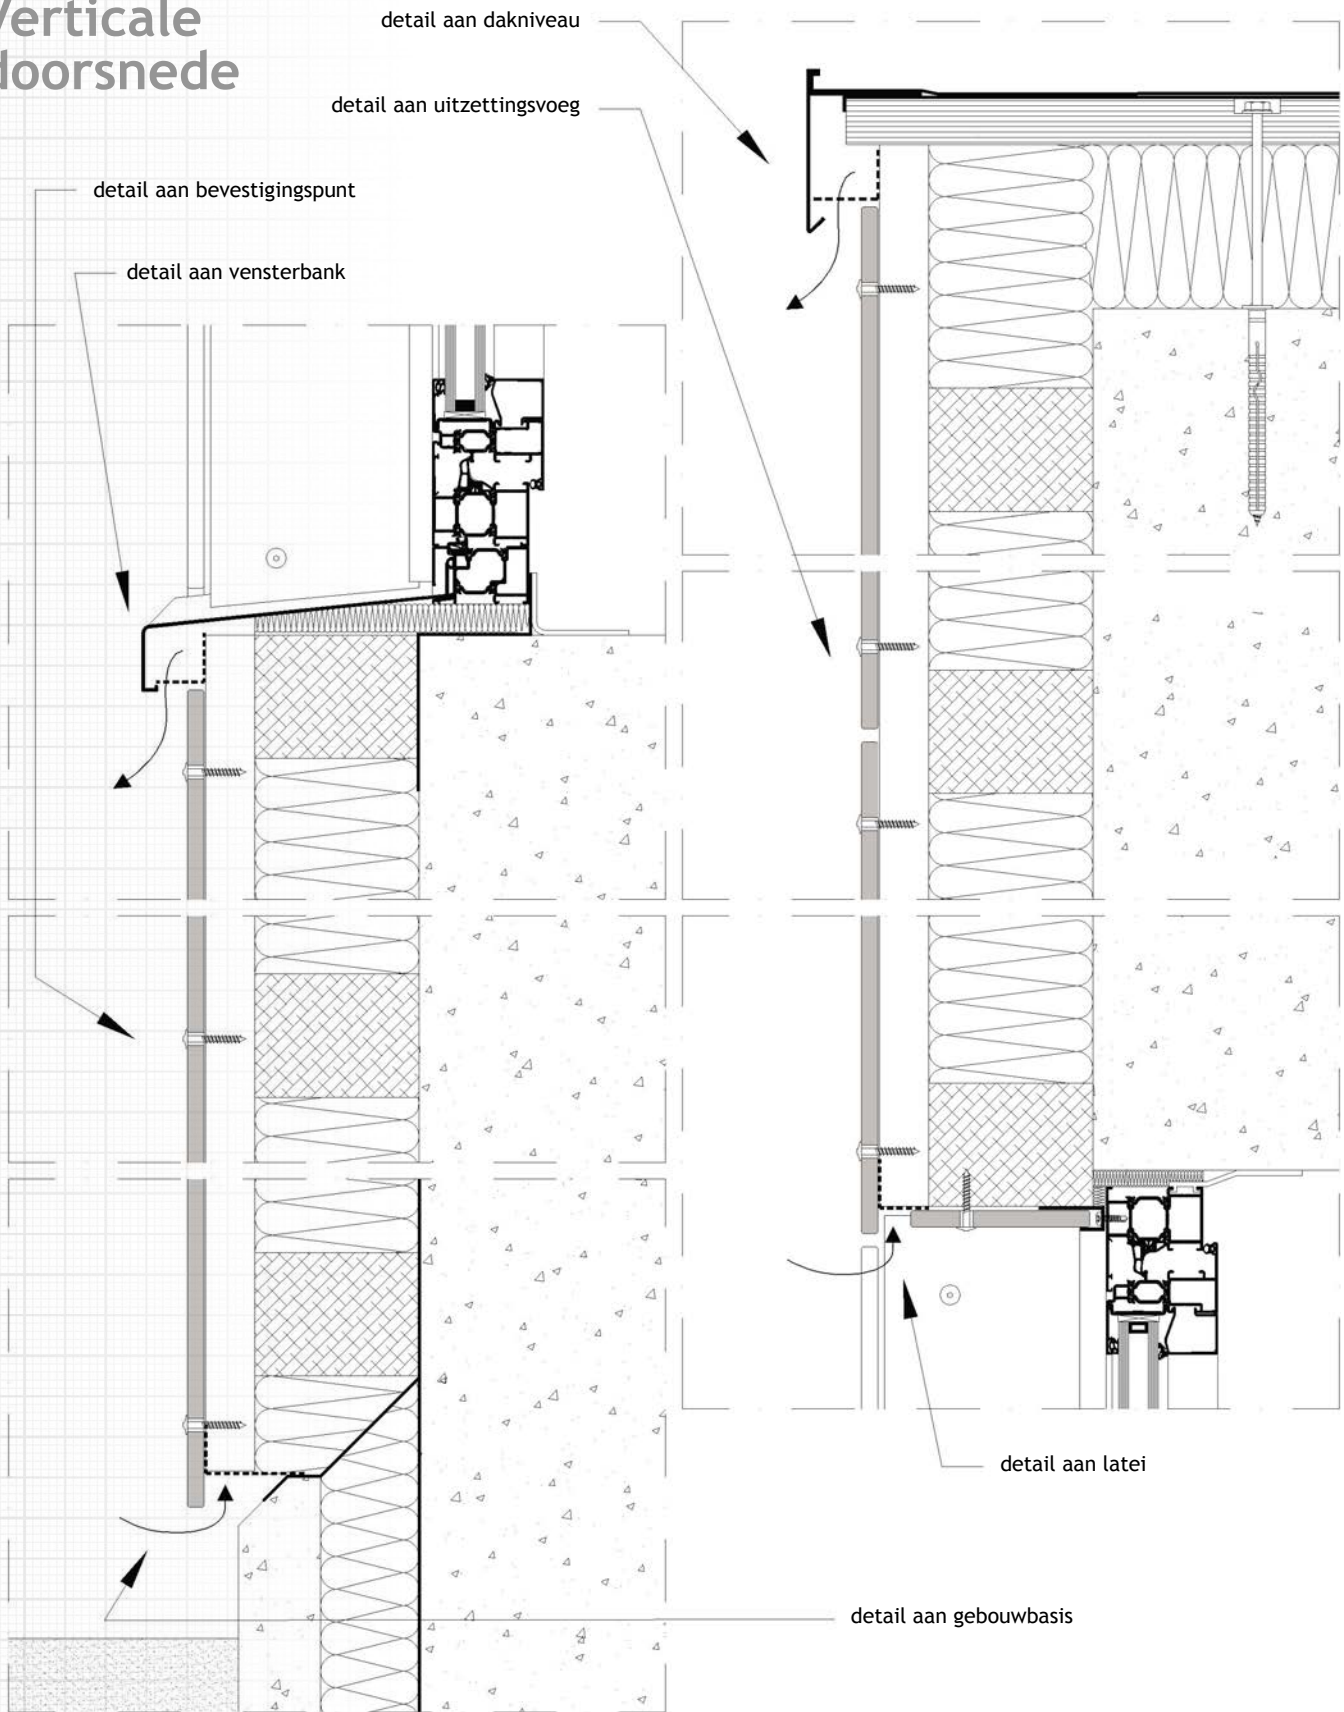 Verticale
doorsnede
detail aan dakniveau
detail aan uitzettingsvoeg
detail aan bevestigingspunt
detail aan vensterbank
detail aan latei
detail aan gebouwbasis